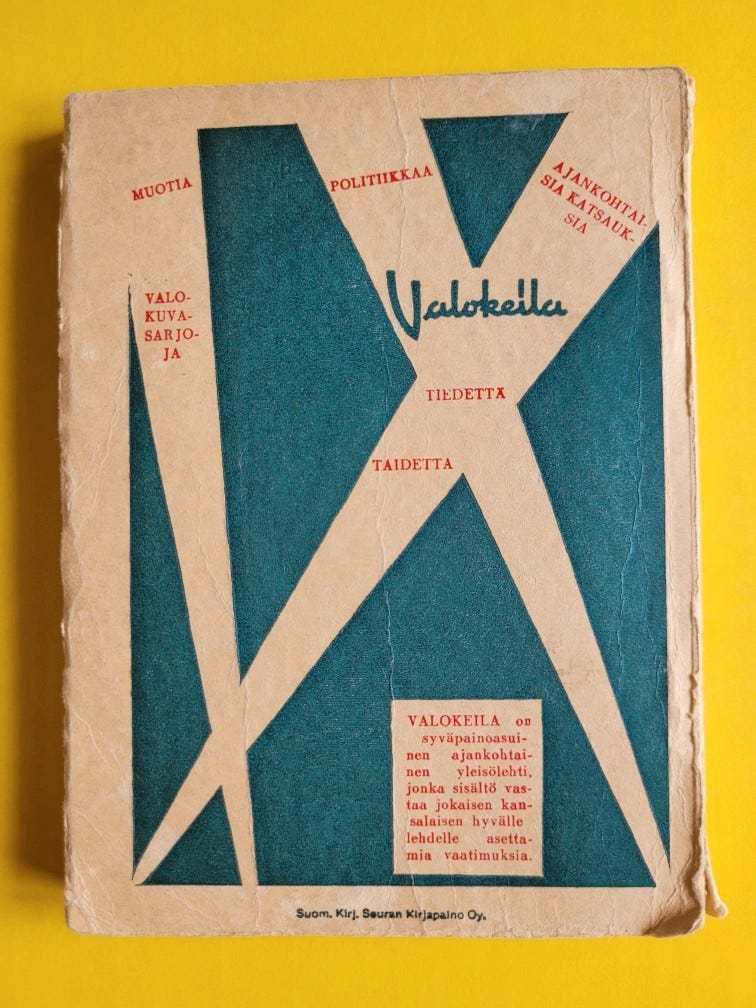 MUOTIA
POLITIIKKAA
AJANKOHTAI-
SIA KATSAUK-
SIA
VALO-
KUVA-
SARJO-
JA
Valokeila
TIEDETTÄ
TAIDETTA
VALOKEILA on
syväpainoasui-
nen ajankohtai-
nen yleisölehti,
jonka sisältö vas-
taa jokaisen kan-
salaisen hyvälle
lehdelle asetta-
mia vaatimuksia.
Suom. Kirj. Seuran Kirjapaino Oy.